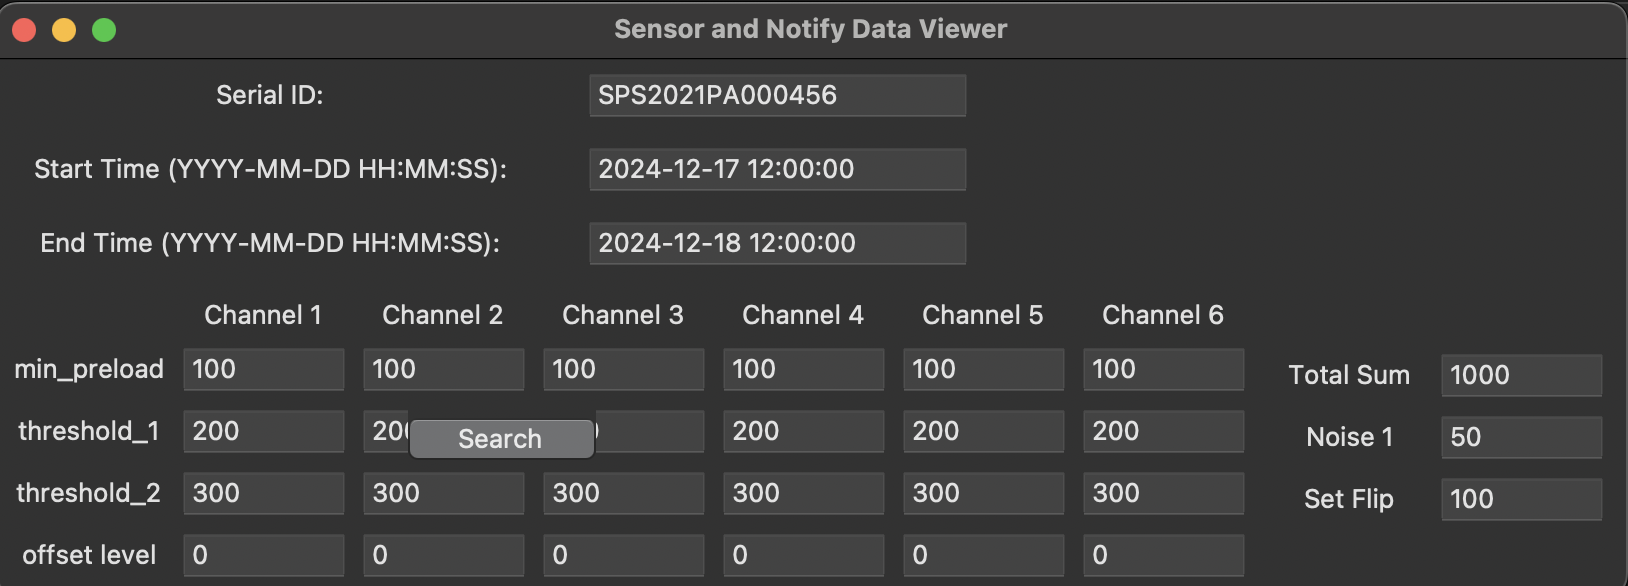 Sensor and Notify Data Viewer
Serial ID: SPS2021PA000456
Start Time (YYYY-MM-DD HH:MM:SS): 2024-12-17 12:00:00
End Time (YYYY-MM-DD HH:MM:SS): 2024-12-18 12:00:00
Channel 1 Channel 2 Channel 3 Channel 4 Channel 5 Channel 6
min_preload 100 100 100 100 100 100
threshold_1 200 Search 200 200 200
threshold_2 300 300 300 300 300 300
offset level 0 0 0 0 0 0
Total Sum 1000
Noise 1 50
Set Flip 100